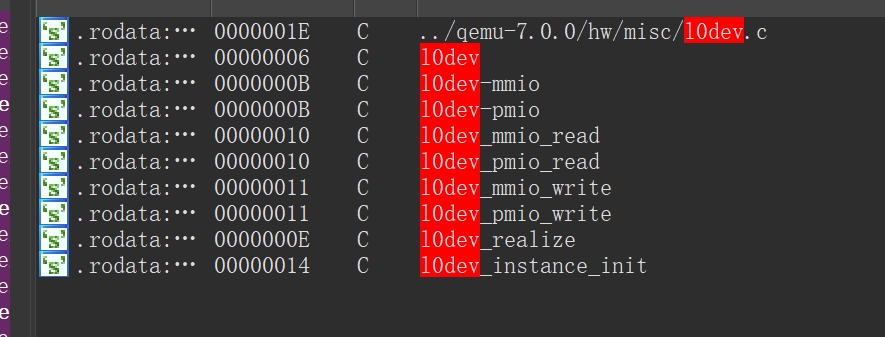 .rodata:… 0000001E C ../qemu-7.0.0/hw/misc/l0dev.c
.rodata:… 00000006 C l0dev
.rodata:… 0000000B C l0dev-mmio
.rodata:… 0000000B C l0dev-pmio
.rodata:… 00000010 C l0dev_mmio_read
.rodata:… 00000010 C l0dev_pmio_read
.rodata:… 00000011 C l0dev_mmio_write
.rodata:… 00000011 C l0dev_pmio_write
.rodata:… 0000000E C l0dev_realize
.rodata:… 00000014 C l0dev_instance_init